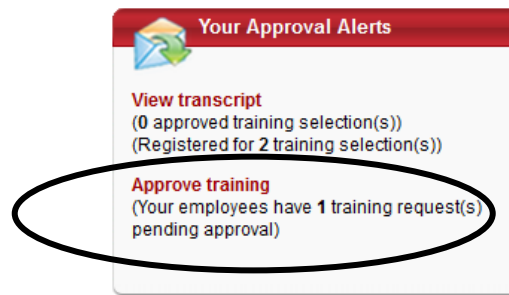 Your Approval Alerts
View transcript
(0 approved training selection(s))
(Registered for 2 training selection(s))
Approve training
(Your employees have 1 training request(s)
pending approval)